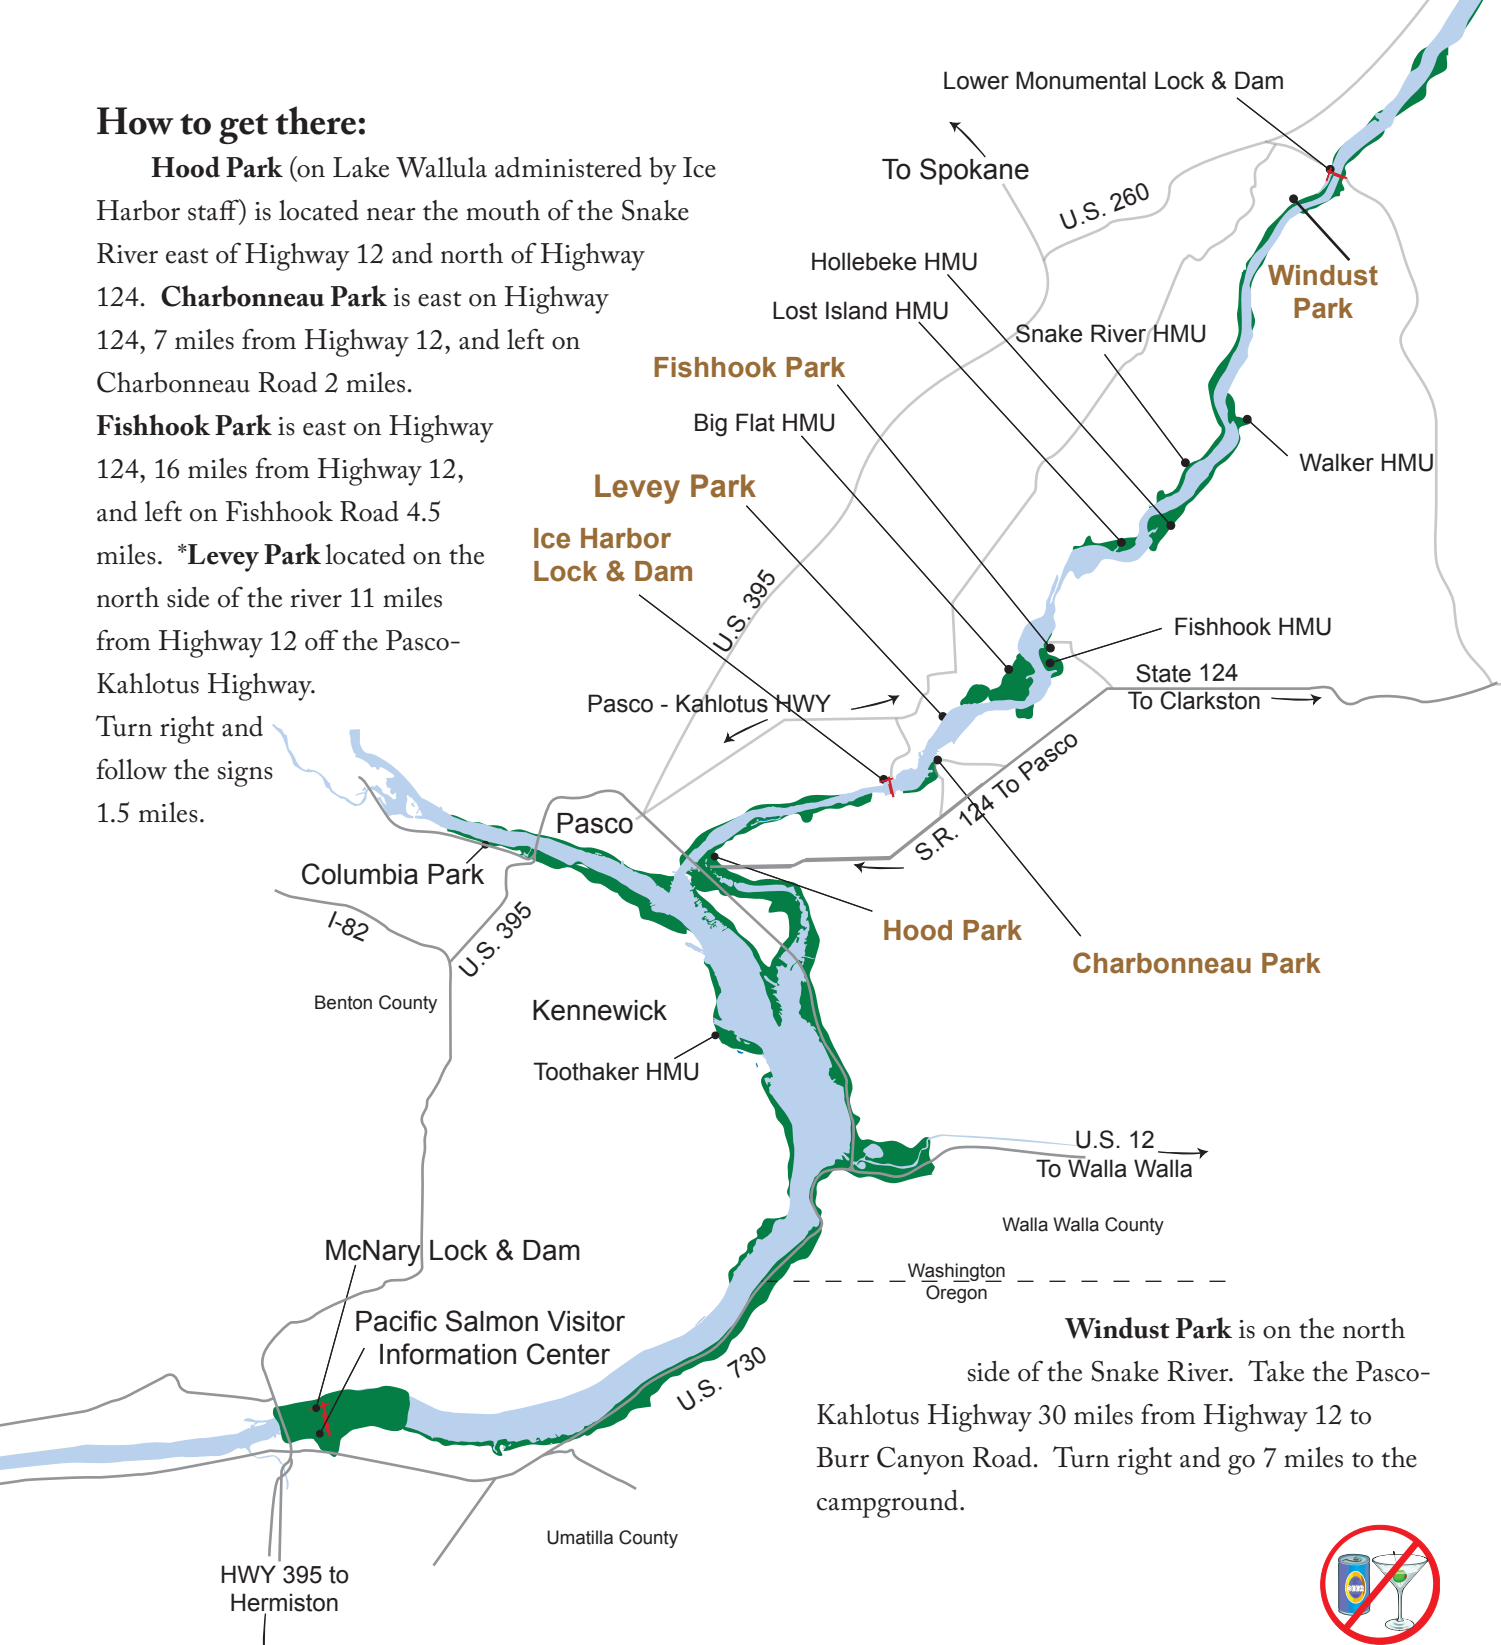 How to get there:
Hood Park (on Lake Wallula administered by Ice
Harbor staff) is located near the mouth of the Snake
River east of Highway 12 and north of Highway
124. Charbonneau Park is east on Highway
124, 7 miles from Highway 12, and left on
Charbonneau Road 2 miles.
Fishhook Park is east on Highway
124, 16 miles from Highway 12,
and left on Fishhook Road 4.5
miles. *Levey Park located on the
north side of the river 11 miles
from Highway 12 off the Pasco-
Kahlotus Highway.
Turn right and
follow the signs
1.5 miles.
Lower Monumental Lock & Dam
To Spokane
U.S. 260
Hollebeke HMU
Windust
Park
Lost Island HMU
Snake River HMU
Fishhook Park
Big Flat HMU
Walker HMU
Levey Park
Ice Harbor
Lock & Dam
U.S. 395
Fishhook HMU
State 124
To Clarkston
Pasco - Kahlotus HWY
S.R. 124 To Pasco
Pasco
Columbia Park
I-82
U.S. 395
Hood Park
Charbonneau Park
Benton County
Kennewick
Toothaker HMU
U.S. 12
To Walla Walla
Walla Walla County
McNary Lock & Dam
Washington
Oregon
Pacific Salmon Visitor
Information Center
U.S. 730
Windust Park is on the north
side of the Snake River. Take the Pasco-
Kahlotus Highway 30 miles from Highway 12 to
Burr Canyon Road. Turn right and go 7 miles to the
campground.
Umatilla County
HWY 395 to
Hermiston